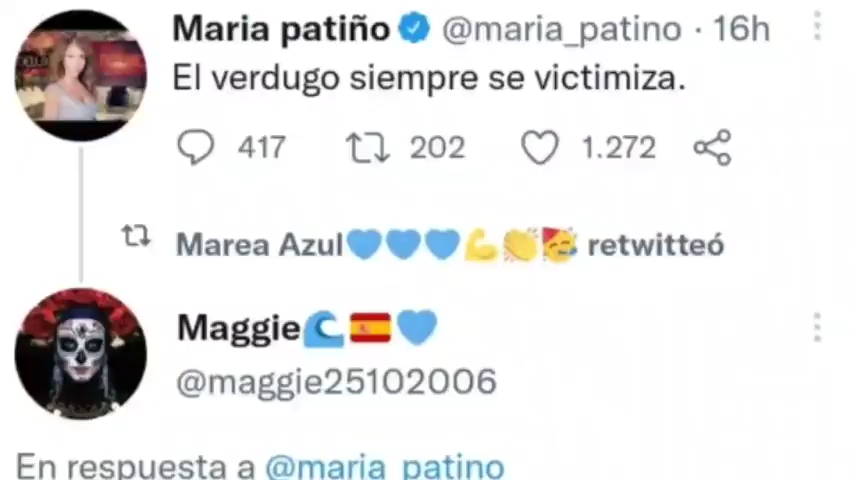 Maria patiño @maria_patino · 16h
El verdugo siempre se victimiza.
417 202 1.272
Marea Azul💙💙💙💪👏🥳 retwitteó
Maggie🌊🇪🇸💙
@maggie25102006
En respuesta a @maria_patino